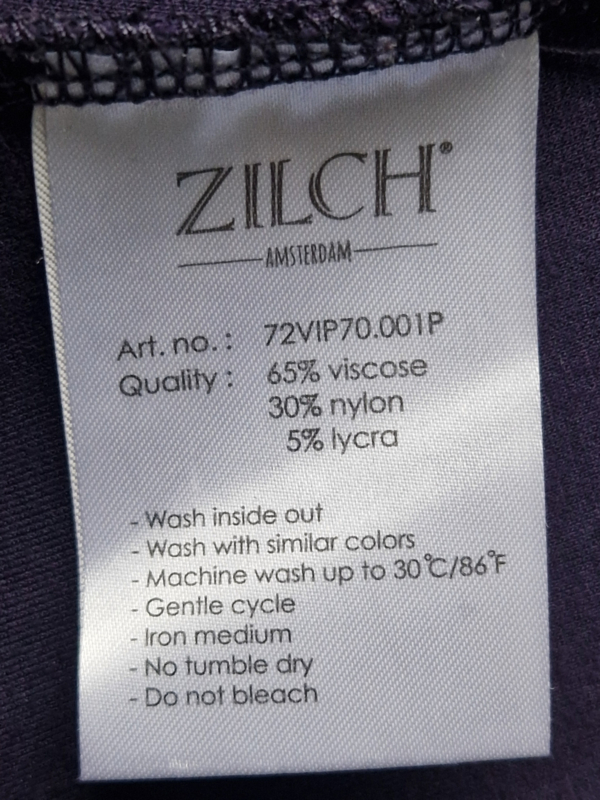 ZILCH®
AMSTERDAM
Art. no. : 72VIP70.001P
Quality : 65% viscose
30% nylon
5% lycra
- Wash inside out
- Wash with similar colors
- Machine wash up to 30°C/86°F
- Gentle cycle
- Iron medium
- No tumble dry
- Do not bleach